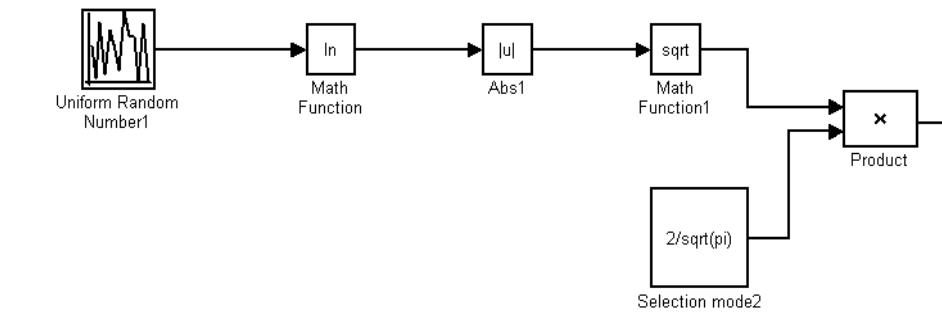 ln
|u|
sqrt
Uniform Random
Number1
Math
Function
Abs1
Math
Function1
×
Product
2/sqrt(pi)
Selection mode2